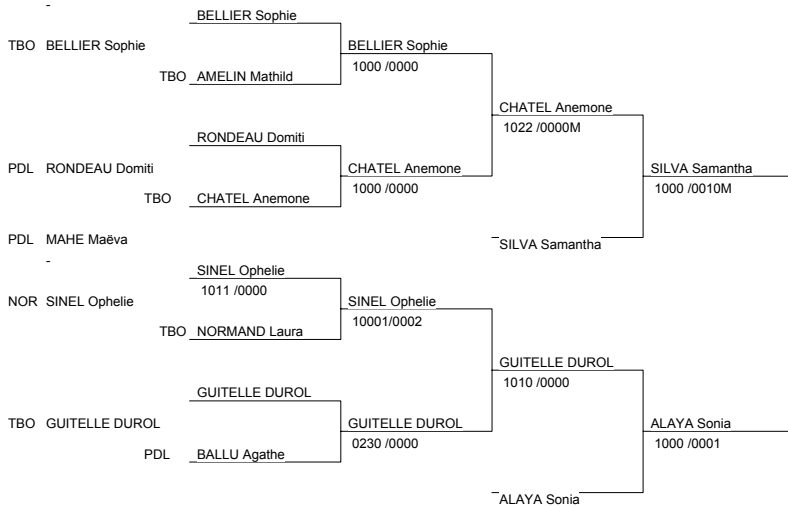 -
BELLIER Sophie
TBO BELLIER Sophie
BELLIER Sophie
1000 /0000
TBO AMELIN Mathild
CHATEL Anemone
1022 /0000M
RONDEAU Domiti
PDL RONDEAU Domiti
CHATEL Anemone
1000 /0000
SILVA Samantha
1000 /0010M
TBO CHATEL Anemone
PDL MAHE Maëva
SILVA Samantha
-
SINEL Ophelie
1011 /0000
NOR SINEL Ophelie
SINEL Ophelie
10001/0002
TBO NORMAND Laura
GUITELLE DUROL
1010 /0000
GUITELLE DUROL
TBO GUITELLE DUROL
GUITELLE DUROL
0230 /0000
ALAYA Sonia
1000 /0001
PDL BALLU Agathe
ALAYA Sonia